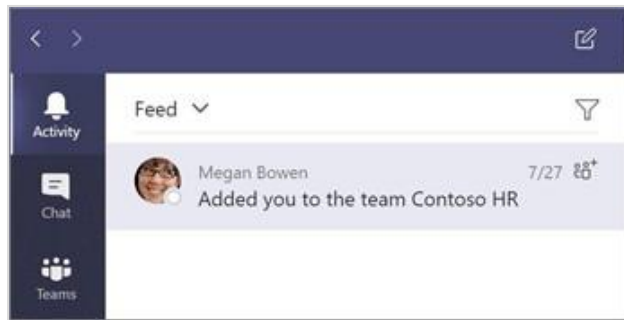 Activity
Feed
Megan Bowen 7/27
Added you to the team Contoso HR
Chat
Teams